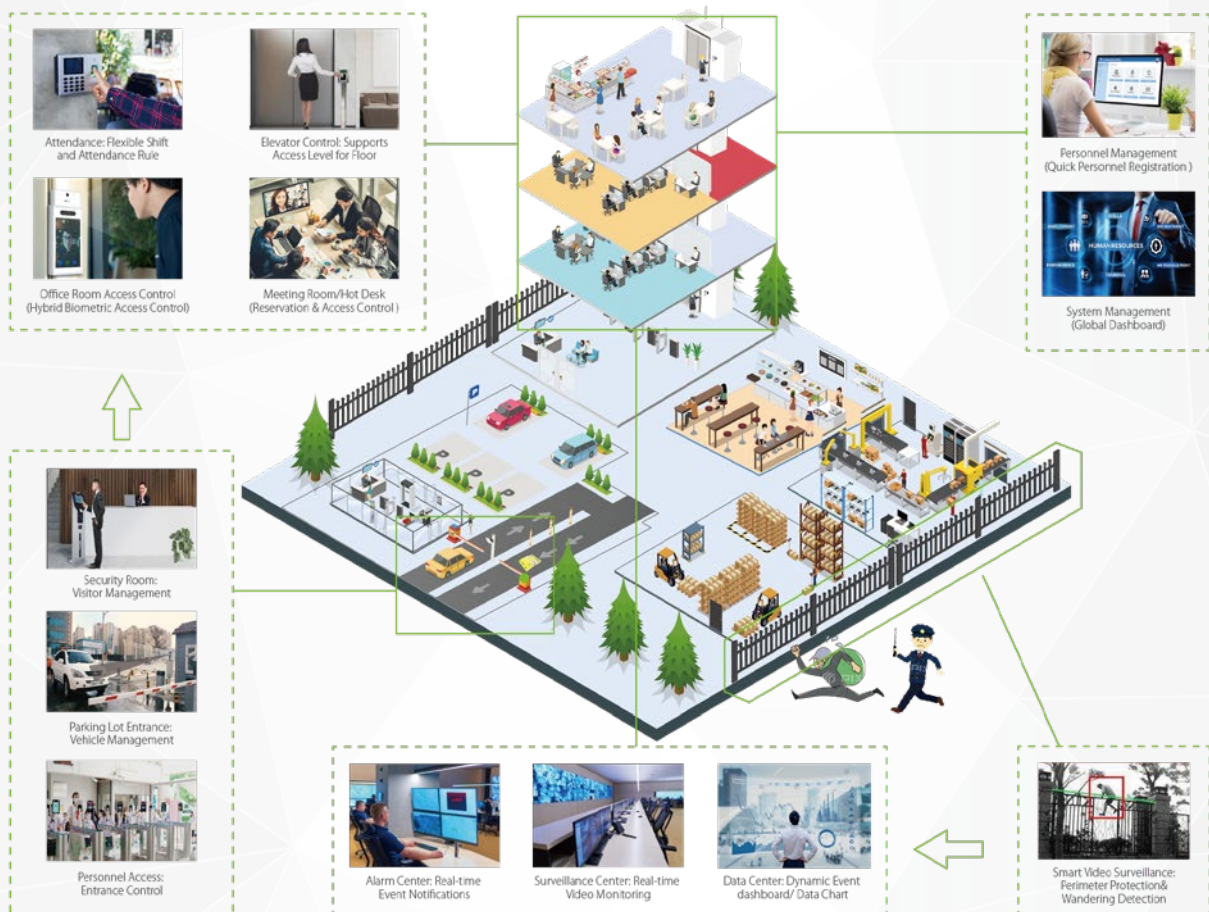 Attendance: Flexible Shift
and Attendance Rule
Elevator Control: Supports
Access Level for Floor
Office Room Access Control
(Hybrid Biometric Access Control)
Meeting Room/Hot Desk
(Reservation & Access Control )
Personnel Management
(Quick Personnel Registration )
HUMAN RESOURCES
System Management
(Global Dashboard)
Security Room:
Visitor Management
Parking Lot Entrance:
Vehicle Management
Personnel Access:
Entrance Control
P
P
P
P
Alarm Center: Real-time
Event Notifications
Surveillance Center: Real-time
Video Monitoring
Data Center: Dynamic Event
dashboard/ Data Chart
Smart Video Surveillance:
Perimeter Protection&
Wandering Detection